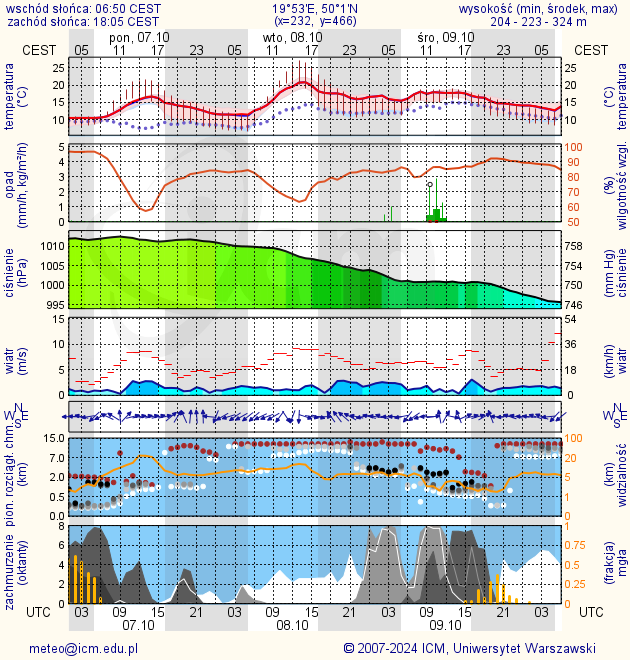 wschód słońca: 06:50 CEST 19°53'E, 50°1'N wysokość (min, środek, max)
zachód słońca: 18:05 CEST (x=232, y=466) 204 - 223 - 324 m
pon, 07.10 wto, 08.10 śro, 09.10
CEST 05 11 17 23 05 11 17 23 05 11 17 23 05 CEST
temperatura (°C) 25 20 15 10 25 20 15 10 temperatura (°C)
opad (mm/h, kg/m²/h) 5 4 3 2 1 0 100 90 80 70 60 50 (%) wilgotność wzgl.
ciśnienie (hPa) 1010 1005 1000 995 758 754 750 746 (mm Hg) ciśnienie
wiatr (m/s) 15 10 5 0 54 36 18 0 (km/h) wiatr
N W E S N W E S
pion. rozciągł. chm. (km) 15.0 7.0 2.0 0.5 0.0 100 20 5 1 0 widzialność (km)
zachmurzenie (oktanty) 8 6 4 2 0 1 0.75 0.5 0.25 0 (frakcja) mgła
UTC 03 09 15 21 03 09 15 21 03 09 15 21 03 UTC
07.10 08.10 09.10
meteo@icm.edu.pl © 2007-2024 ICM, Uniwersytet Warszawski